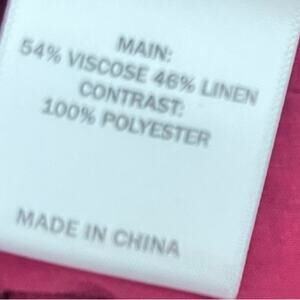 MAIN:
54% VISCOSE 46% LINEN
CONTRAST:
100% POLYESTER
MADE IN CHINA